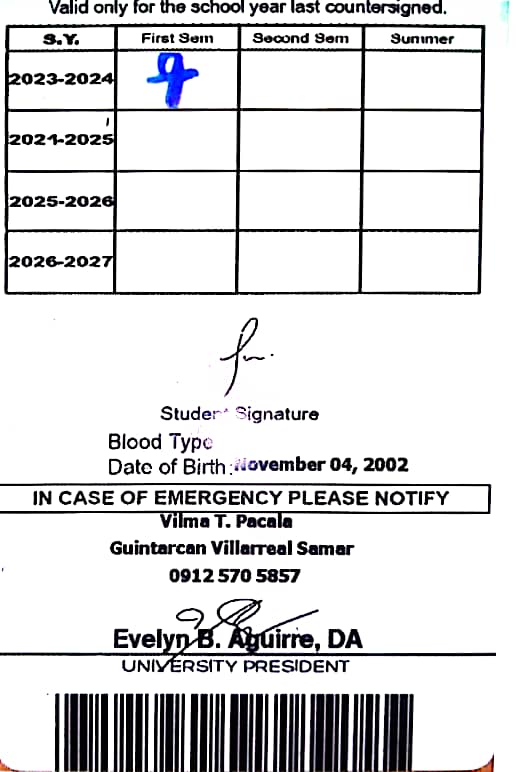 Valid only for the school year last countersigned.
S.Y. First Sem Second Sem Summer
2023-2024
2021-2025
2025-2026
2026-2027
Student Signature
Blood Type
Date of Birth: November 04, 2002
IN CASE OF EMERGENCY PLEASE NOTIFY
Vilma T. Pacala
Guintarcan Villarreal Samar
0912 570 5857
Evelyn B. Aguirre, DA
UNIVERSITY PRESIDENT